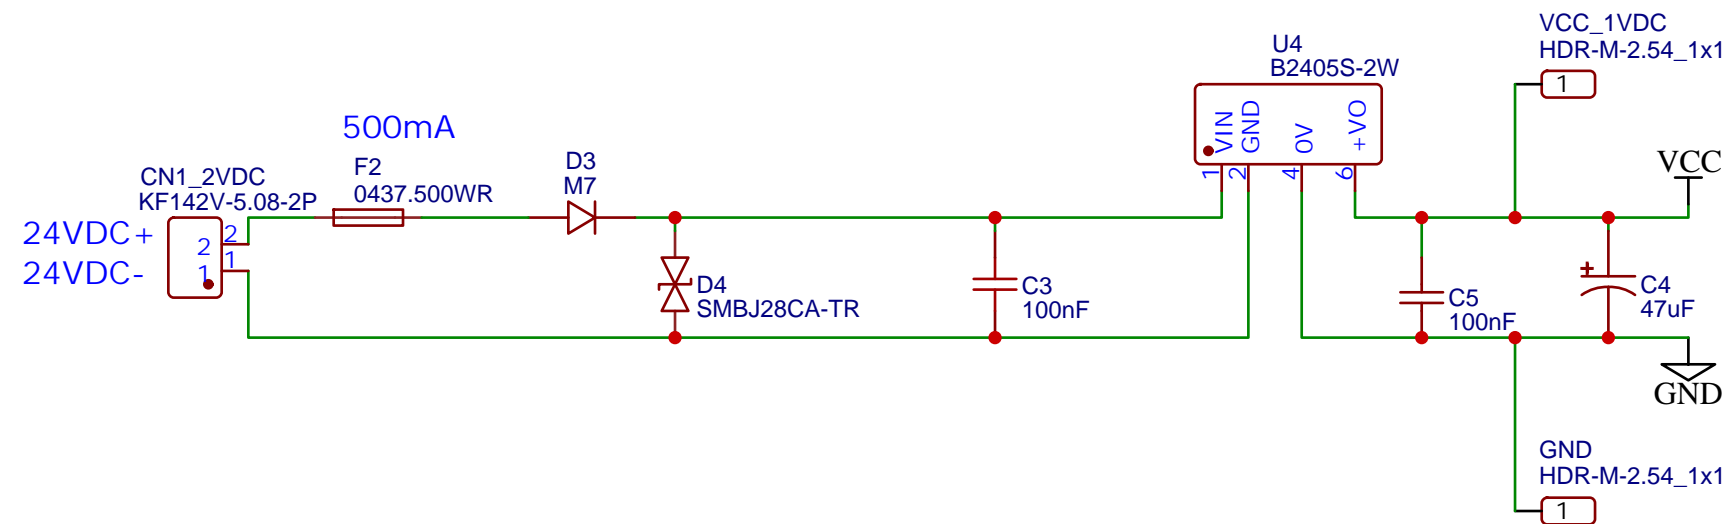 VCC_1VDC
HDR-M-2.54_1x1
1
U4
B2405S-2W
VIN
GND
0V
+VO
1
2
4
6
VCC
500mA
F2
0437.500WR
D3
M7
CN1_2VDC
KF142V-5.08-2P
24VDC+
24VDC-
2
1
2
1
D4
SMBJ28CA-TR
C3
100nF
C5
100nF
+
C4
47uF
GND
GND
HDR-M-2.54_1x1
1